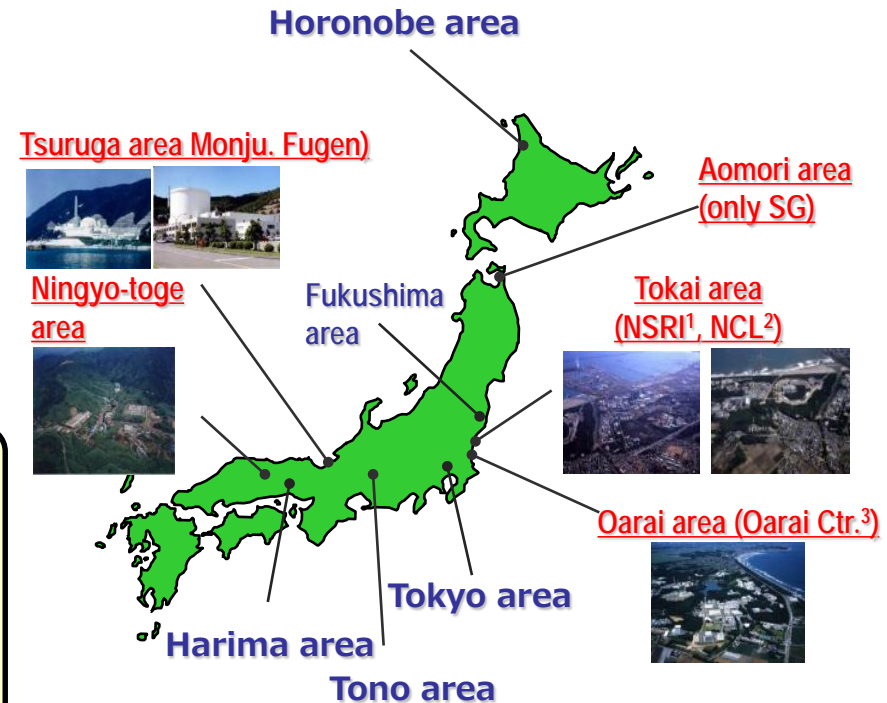 Horonobe area
Tsuruga area Monju. Fugen)
Aomori area
(only SG)
Ningyo-toge
area
Fukushima
area
Tokai area
(NSRI¹, NCL²)
Oarai area (Oarai Ctr.³)
Tokyo area
Harima area
Tono area